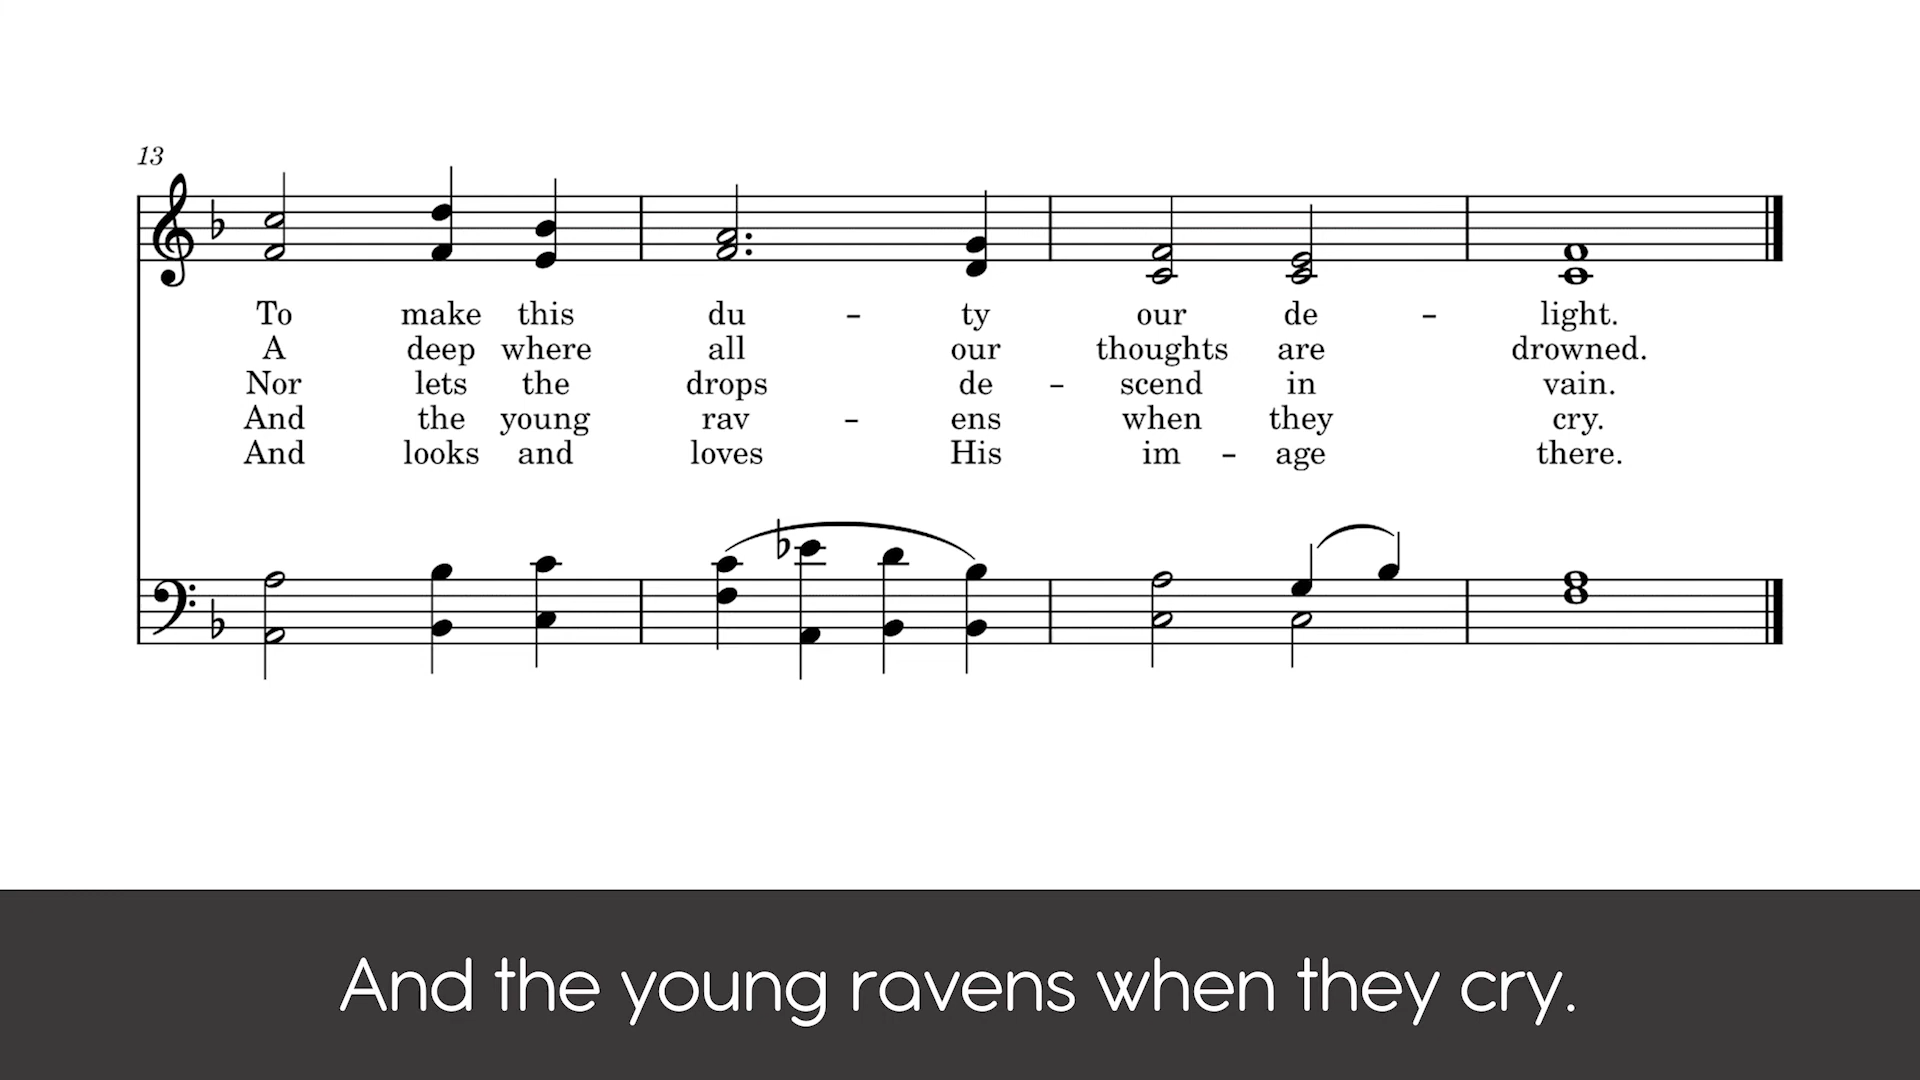 13
To make this du - ty our de - light.
A deep where all our thoughts are drowned.
Nor lets the drops de - scend in vain.
And the young rav - ens when they cry.
And looks and loves His im - age there.
And the young ravens when they cry.